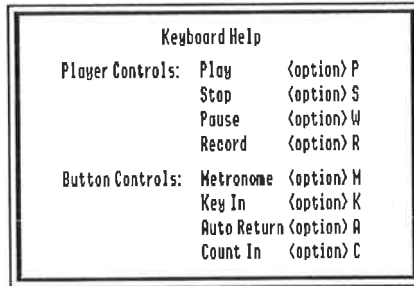 Keyboard Help
Player Controls: Play <option> P
Stop <option> S
Pause <option> W
Record <option> R
Button Controls: Metronome <option> M
Key In <option> K
Auto Return <option> A
Count In <option> C